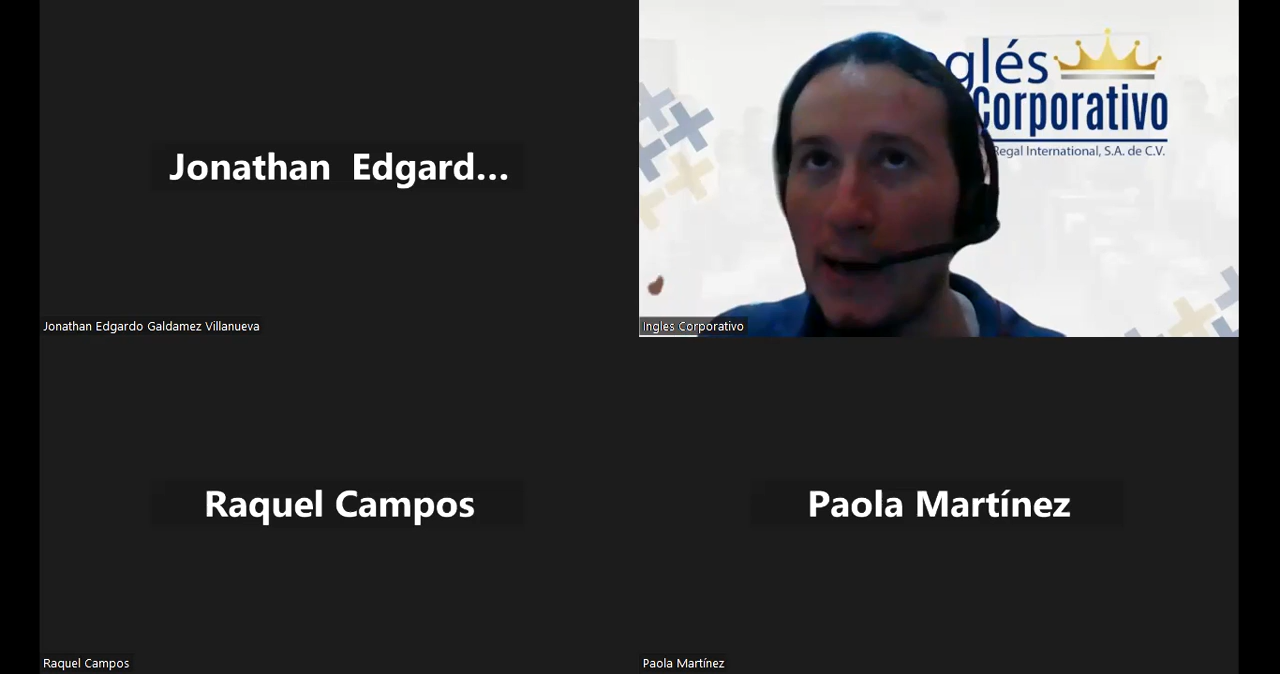 Jonathan  Edgard...
Jonathan Edgardo Galdamez Villanueva
glés
Corporativo
Regal International, S.A. de C.V.
Ingles Corporativo
Raquel Campos
Raquel Campos
Paola Martínez
Paola Martínez